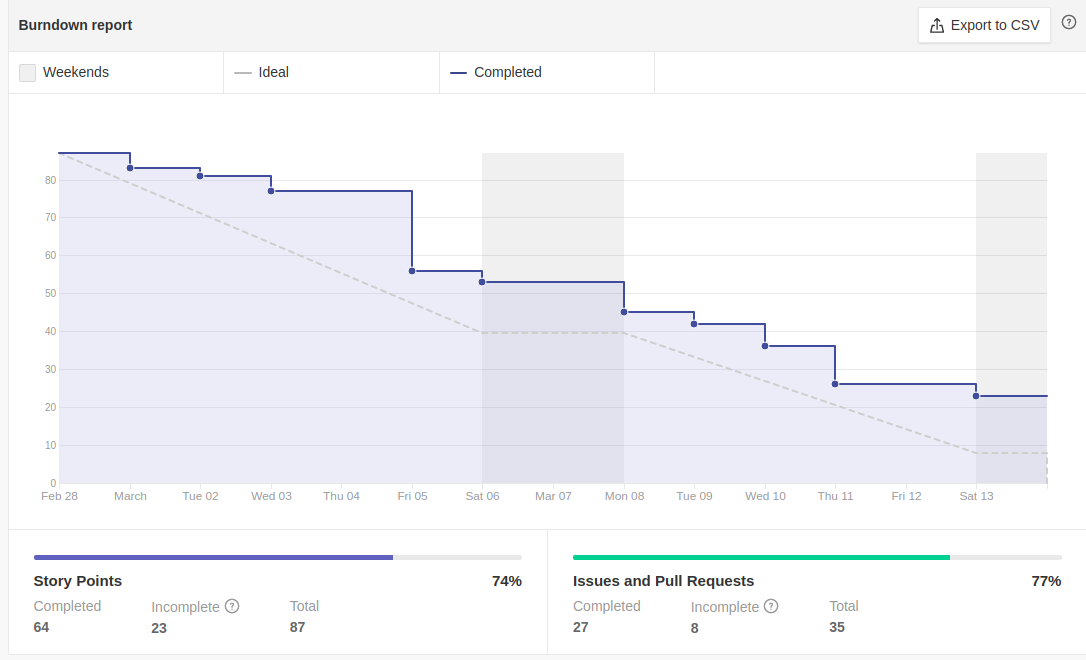 Burndown report
Export to CSV ?
Weekends Ideal Completed
80
70
60
50
40
30
20
10
0
Feb 28 March Tue 02 Wed 03 Thu 04 Fri 05 Sat 06 Mar 07 Mon 08 Tue 09 Wed 10 Thu 11 Fri 12 Sat 13
Story Points 74%
Completed Incomplete ? Total
64 23 87
Issues and Pull Requests 77%
Completed Incomplete ? Total
27 8 35